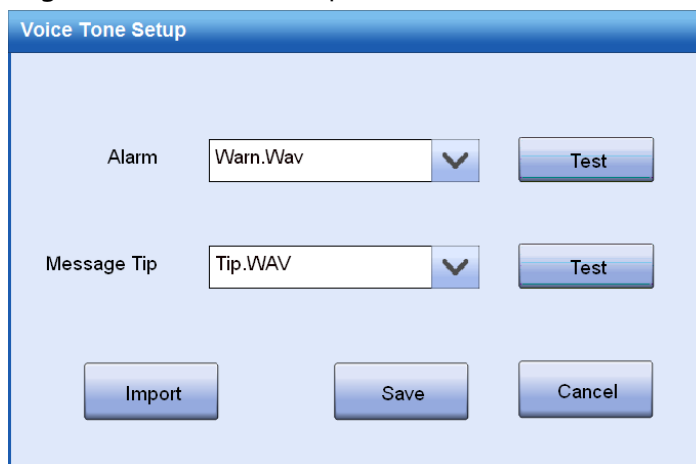 Voice Tone Setup
Alarm Warn.Wav Test
Message Tip Tip.WAV Test
Import Save Cancel